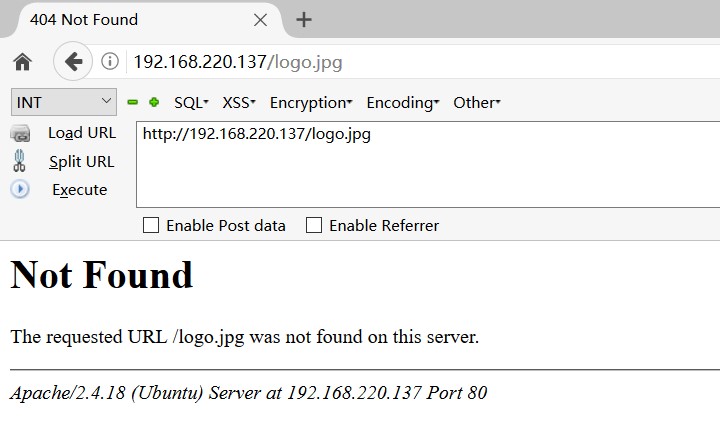 404 Not Found
192.168.220.137/logo.jpg
INT SQL XSS Encryption Encoding Other
Load URL http://192.168.220.137/logo.jpg
Split URL
Execute
Enable Post data Enable Referrer
Not Found
The requested URL /logo.jpg was not found on this server.
Apache/2.4.18 (Ubuntu) Server at 192.168.220.137 Port 80